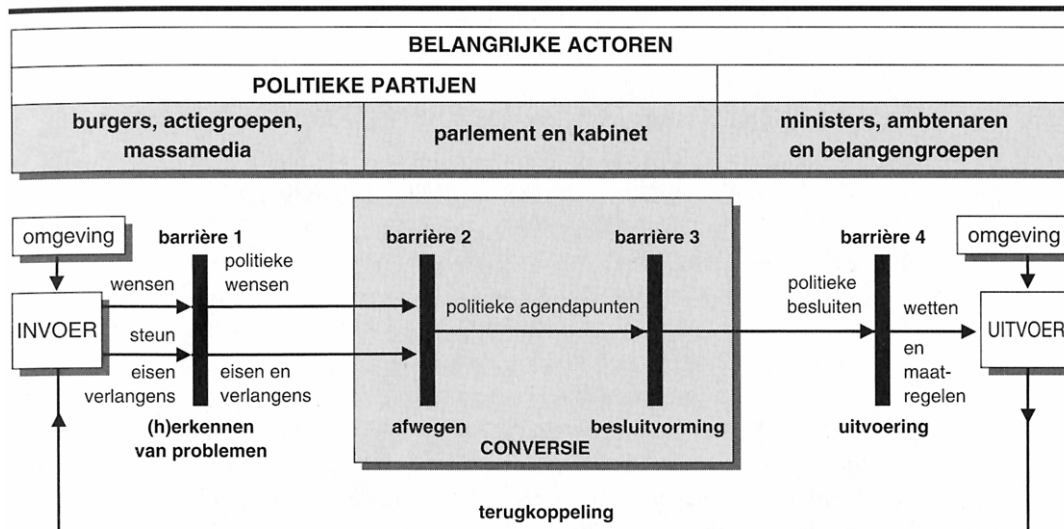 BELANGRIJKE ACTOREN
POLITIEKE PARTIJEN
burgers, actiegroepen,
massamedia
parlement en kabinet
ministers, ambtenaren
en belangengroepen
omgeving
barrière 1
barrière 2
barrière 3
barrière 4
omgeving
INVOER
wensen
steun
eisen
verlangens
politieke
wensen
eisen en
verlangens
politieke agendapunten
politieke
besluiten
wetten
en
maat-
regelen
UITVOER
(h)erkennen
van problemen
afwegen
besluitvorming
uitvoering
CONVERSIE
terugkoppeling